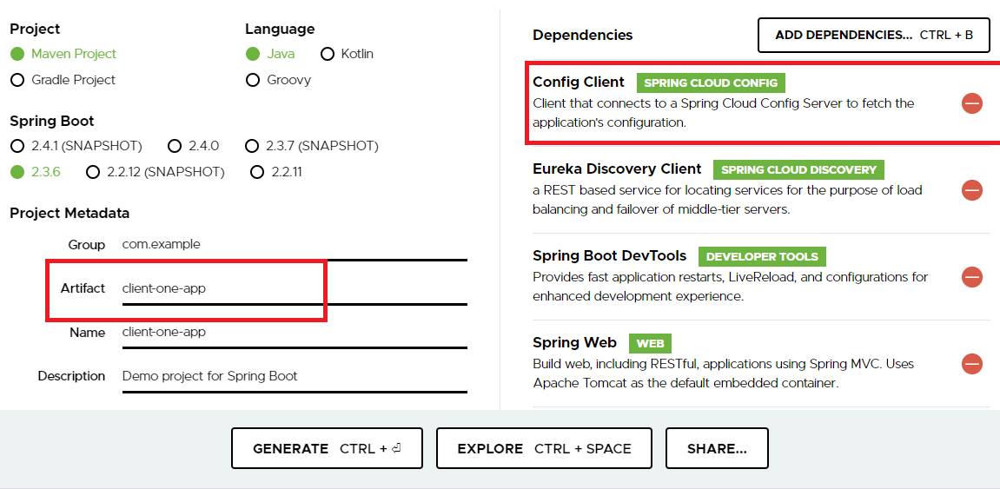 Project
Language
Maven Project
Java
Kotlin
Gradle Project
Groovy
Spring Boot
2.4.1 (SNAPSHOT)
2.4.0
2.3.7 (SNAPSHOT)
2.3.6
2.2.12 (SNAPSHOT)
2.2.11
Project Metadata
Group com.example
Artifact client-one-app
Name client-one-app
Description Demo project for Spring Boot
Dependencies
ADD DEPENDENCIES... CTRL + B
Config Client SPRING CLOUD CONFIG
Client that connects to a Spring Cloud Config Server to fetch the
application's configuration.
Eureka Discovery Client SPRING CLOUD DISCOVERY
a REST based service for locating services for the purpose of load
balancing and failover of middle-tier servers.
Spring Boot DevTools DEVELOPER TOOLS
Provides fast application restarts, LiveReload, and configurations for
enhanced development experience.
Spring Web WEB
Build web, including RESTful, applications using Spring MVC. Uses
Apache Tomcat as the default embedded container.
GENERATE CTRL + ⏎
EXPLORE CTRL + SPACE
SHARE...